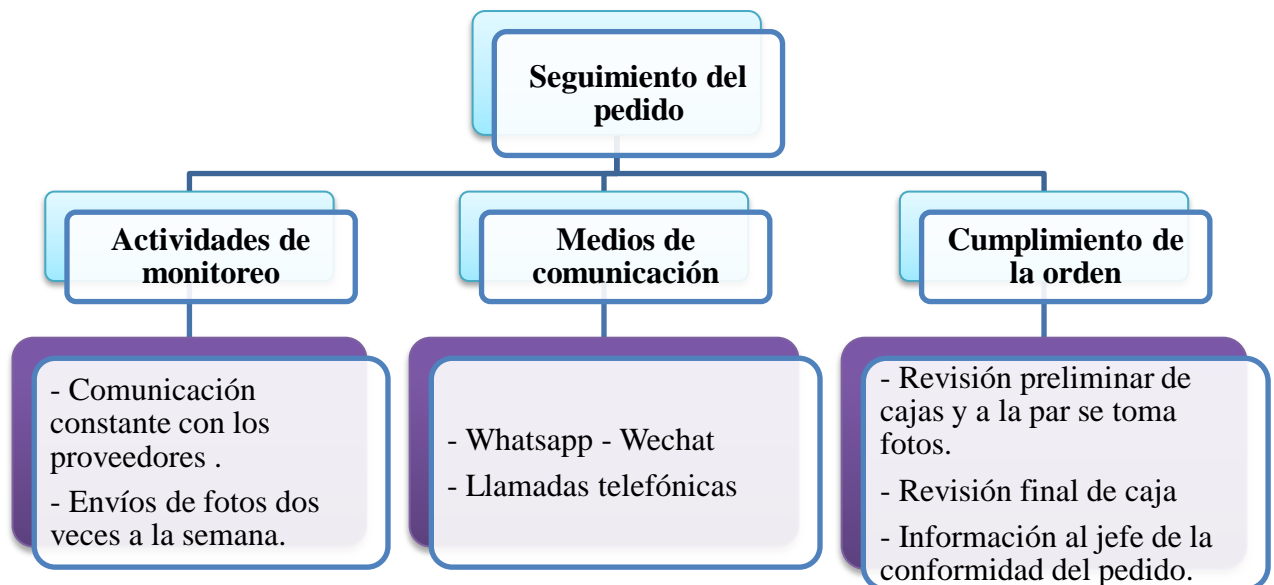 Seguimiento del
pedido
Actividades de
monitoreo
Medios de
comunicación
Cumplimiento de
la orden
- Comunicación
constante con los
proveedores .
- Envíos de fotos dos
veces a la semana.
- Whatsapp - Wechat
- Llamadas telefónicas
- Revisión preliminar de
cajas y a la par se toma
fotos.
- Revisión final de caja
- Información al jefe de la
conformidad del pedido.